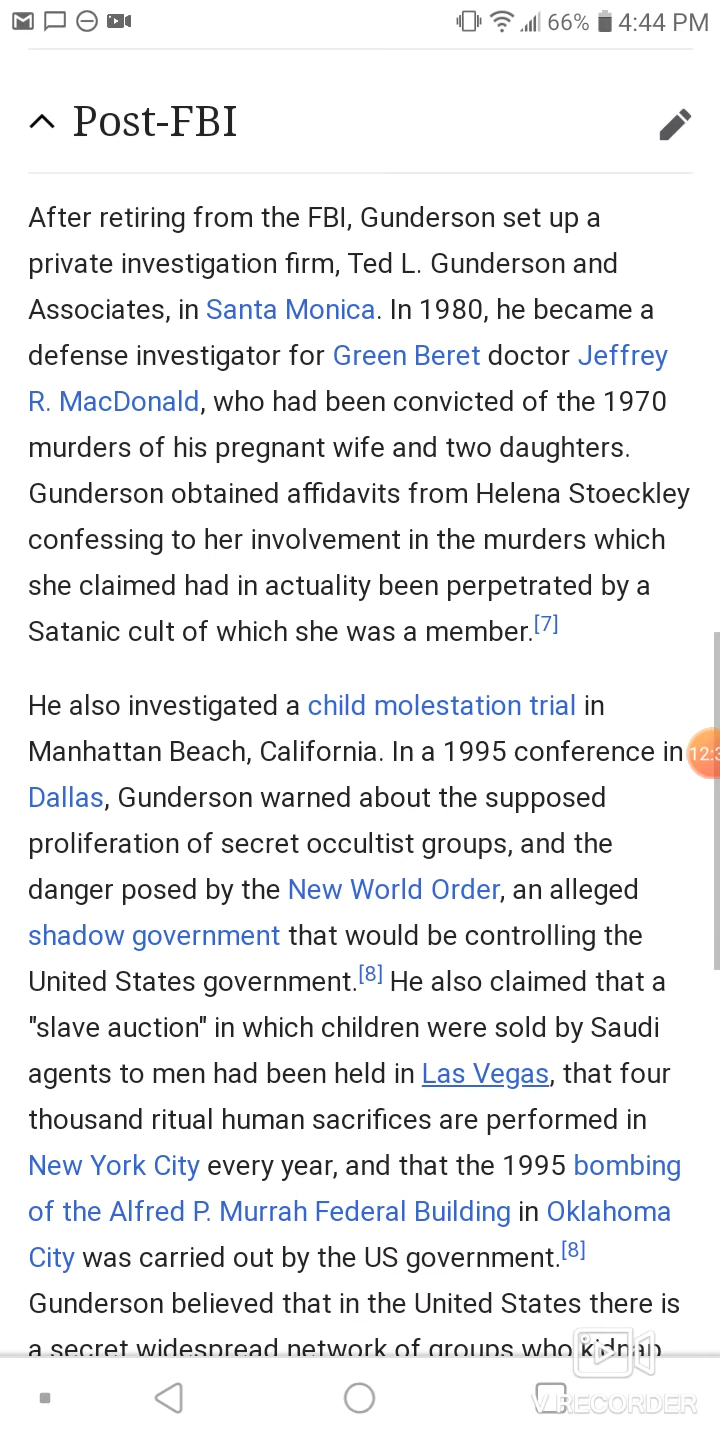 66% 4:44 PM
Post-FBI
After retiring from the FBI, Gunderson set up a
private investigation firm, Ted L. Gunderson and
Associates, in Santa Monica. In 1980, he became a
defense investigator for Green Beret doctor Jeffrey
R. MacDonald, who had been convicted of the 1970
murders of his pregnant wife and two daughters.
Gunderson obtained affidavits from Helena Stoeckley
confessing to her involvement in the murders which
she claimed had in actuality been perpetrated by a
Satanic cult of which she was a member.[7]
He also investigated a child molestation trial in
Manhattan Beach, California. In a 1995 conference in
Dallas, Gunderson warned about the supposed
proliferation of secret occultist groups, and the
danger posed by the New World Order, an alleged
shadow government that would be controlling the
United States government.[8] He also claimed that a
"slave auction" in which children were sold by Saudi
agents to men had been held in Las Vegas, that four
thousand ritual human sacrifices are performed in
New York City every year, and that the 1995 bombing
of the Alfred P. Murrah Federal Building in Oklahoma
City was carried out by the US government.[8]
Gunderson believed that in the United States there is
a secret widespread network of groups who kidnap
V RECORDER